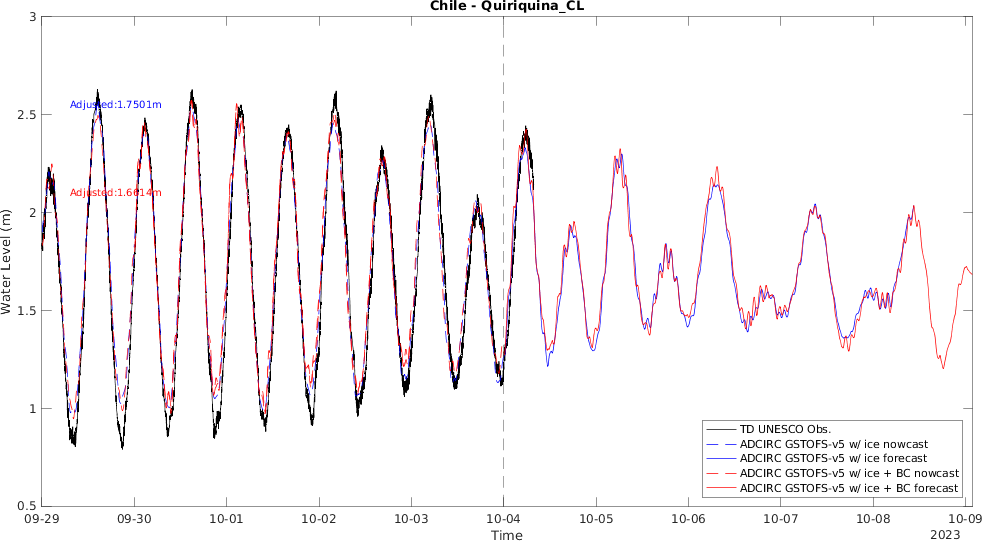 Chile - Quiriquina_CL
3
2.5
2
1.5
1
0.5
Water Level (m)
Adjusted:1.7501m
Adjusted:1.6614m
TD UNESCO Obs.
ADCIRC GSTOFS-v5 w/ ice nowcast
ADCIRC GSTOFS-v5 w/ ice forecast
ADCIRC GSTOFS-v5 w/ ice + BC nowcast
ADCIRC GSTOFS-v5 w/ ice + BC forecast
09-29 09-30 10-01 10-02 10-03 10-04 10-05 10-06 10-07 10-08 10-09
Time
2023